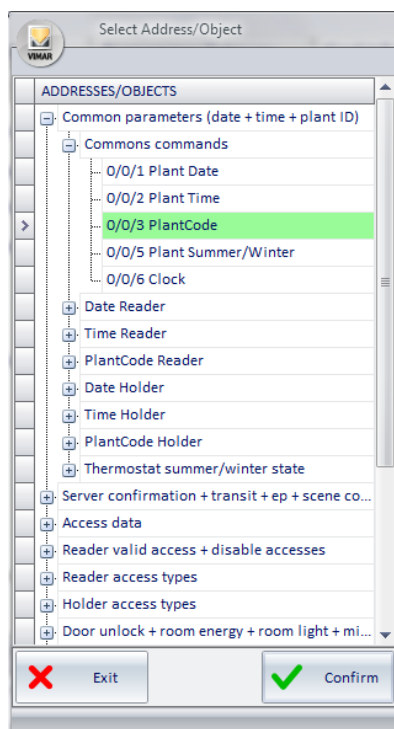 Select Address/Object
VIMAR
ADDRESSES/OBJECTS
Common parameters (date + time + plant ID)
Commons commands
0/0/1 Plant Date
0/0/2 Plant Time
0/0/3 PlantCode
0/0/5 Plant Summer/Winter
0/0/6 Clock
Date Reader
Time Reader
PlantCode Reader
Date Holder
Time Holder
PlantCode Holder
Thermostat summer/winter state
Server confirmation + transit + ep + scene co...
Access data
Reader valid access + disable accesses
Reader access types
Holder access types
Door unlock + room energy + room light + mi...
Exit
Confirm